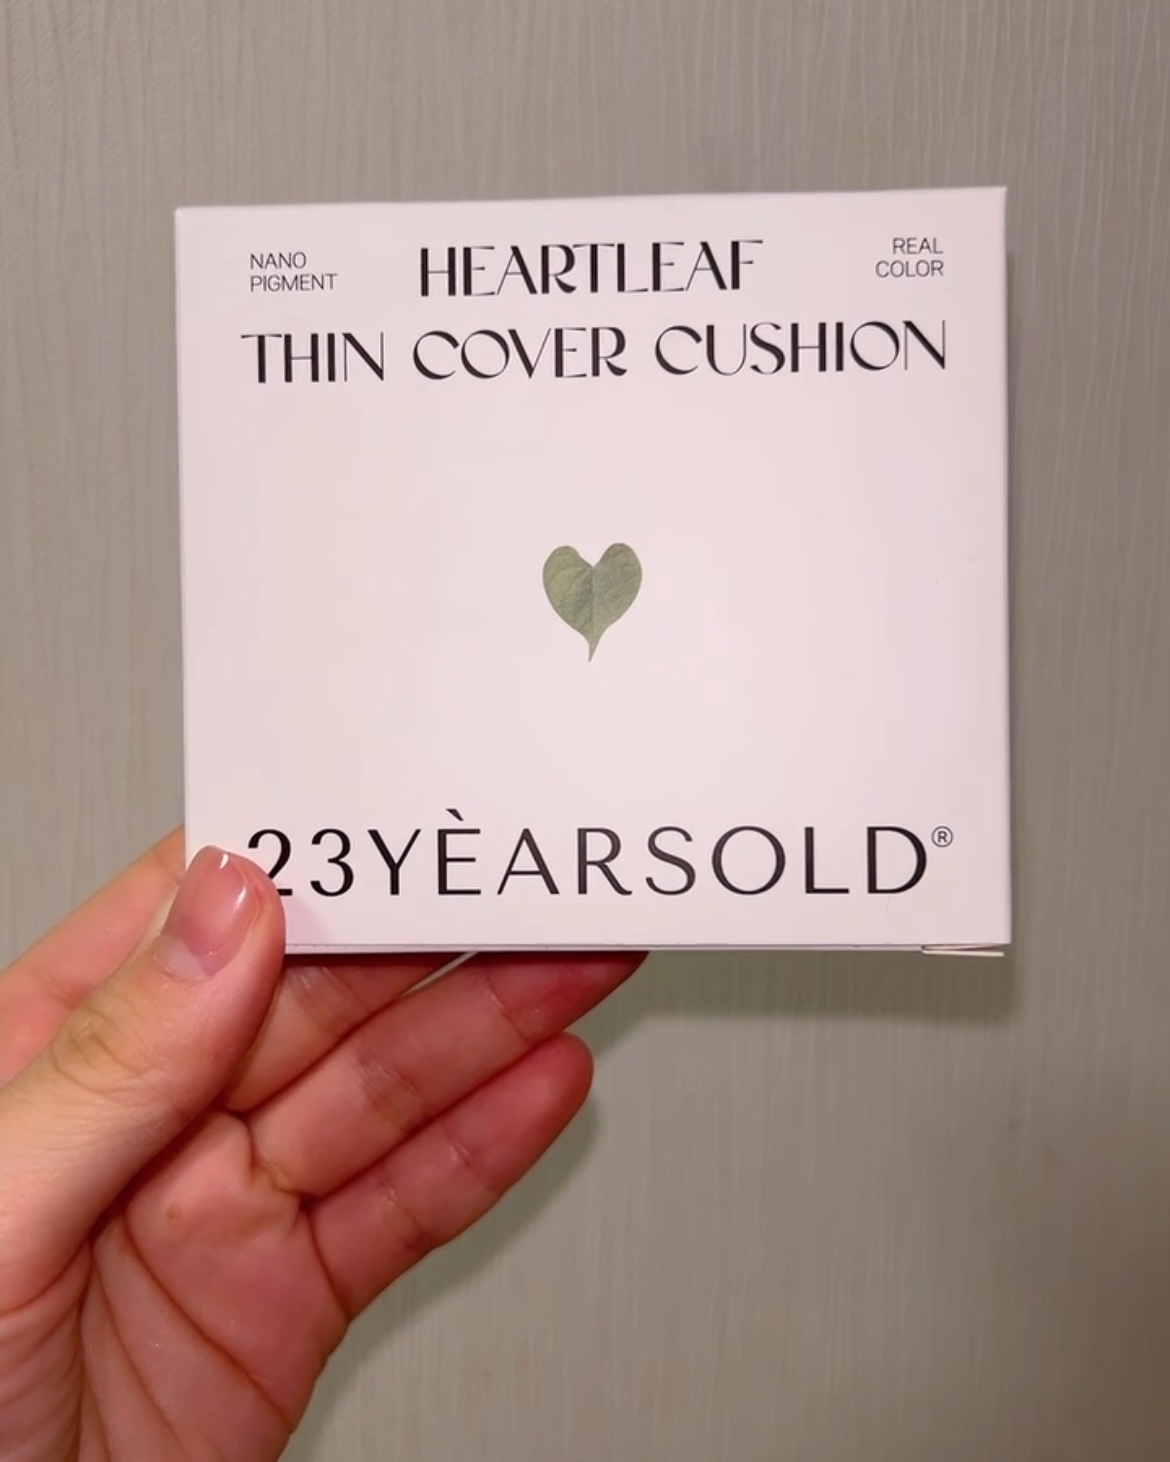 NANO
PIGMENT
HEARTLEAF
REAL
COLOR
THIN COVER CUSHION
23YÈARSOLD®